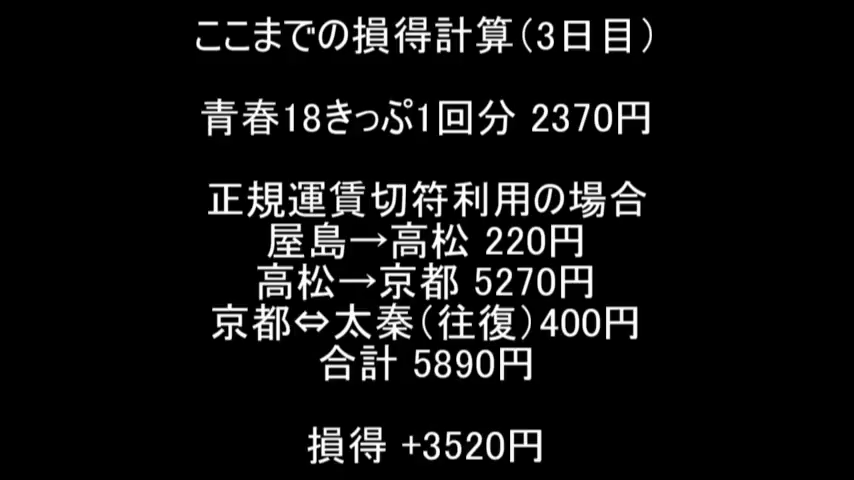 ここまでの損得計算（3日目）
青春18きっぷ1回分 2370円
正規運賃切符利用の場合
屋島→高松 220円
高松→京都 5270円
京都⇔太秦（往復）400円
合計 5890円
損得 +3520円